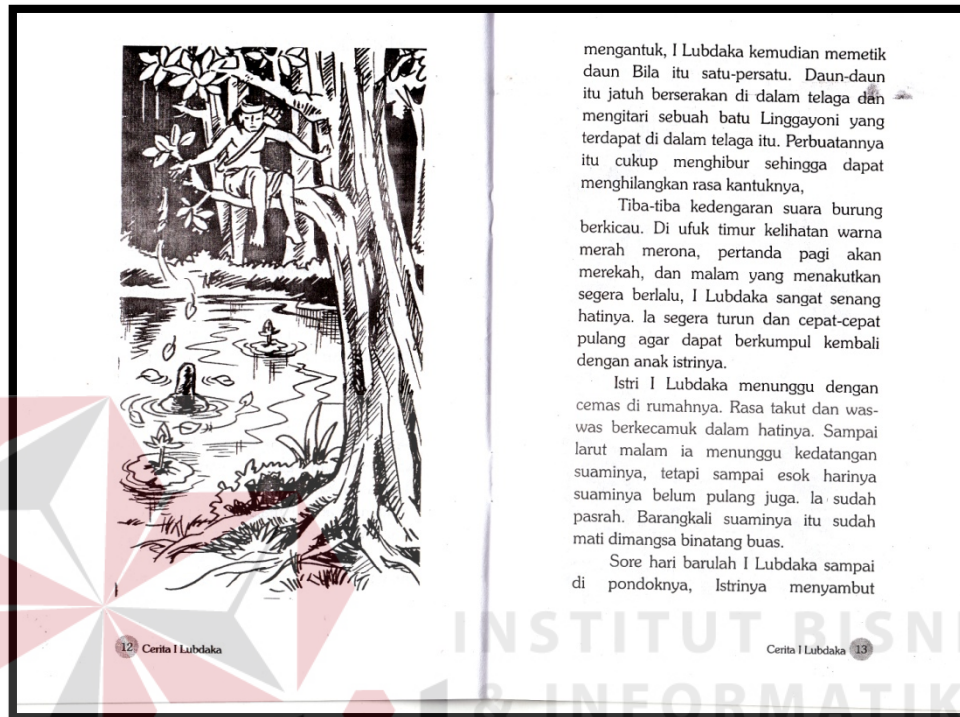 12 Cerita I Lubdaka
mengantuk, I Lubdaka kemudian memetik
daun Bila itu satu-persatu. Daun-daun
itu jatuh berserakan di dalam telaga dan
mengitari sebuah batu Linggayoni yang
terdapat di dalam telaga itu. Perbuatannya
itu cukup menghibur sehingga dapat
menghilangkan rasa kantuknya,
Tiba-tiba kedengaran suara burung
berkicau. Di ufuk timur kelihatan warna
merah merona, pertanda pagi akan
merekah, dan malam yang menakutkan
segera berlalu, I Lubdaka sangat senang
hatinya. Ia segera turun dan cepat-cepat
pulang agar dapat berkumpul kembali
dengan anak istrinya.
Istri I Lubdaka menunggu dengan
cemas di rumahnya. Rasa takut dan was-
was berkecamuk dalam hatinya. Sampai
larut malam ia menunggu kedatangan
suaminya, tetapi sampai esok harinya
suaminya belum pulang juga. Ia sudah
pasrah. Barangkali suaminya itu sudah
mati dimangsa binatang buas.
Sore hari barulah I Lubdaka sampai
di pondoknya, Istrinya menyambut
Cerita I Lubdaka 13
INSTITUT BISNI
& INFORMATIK